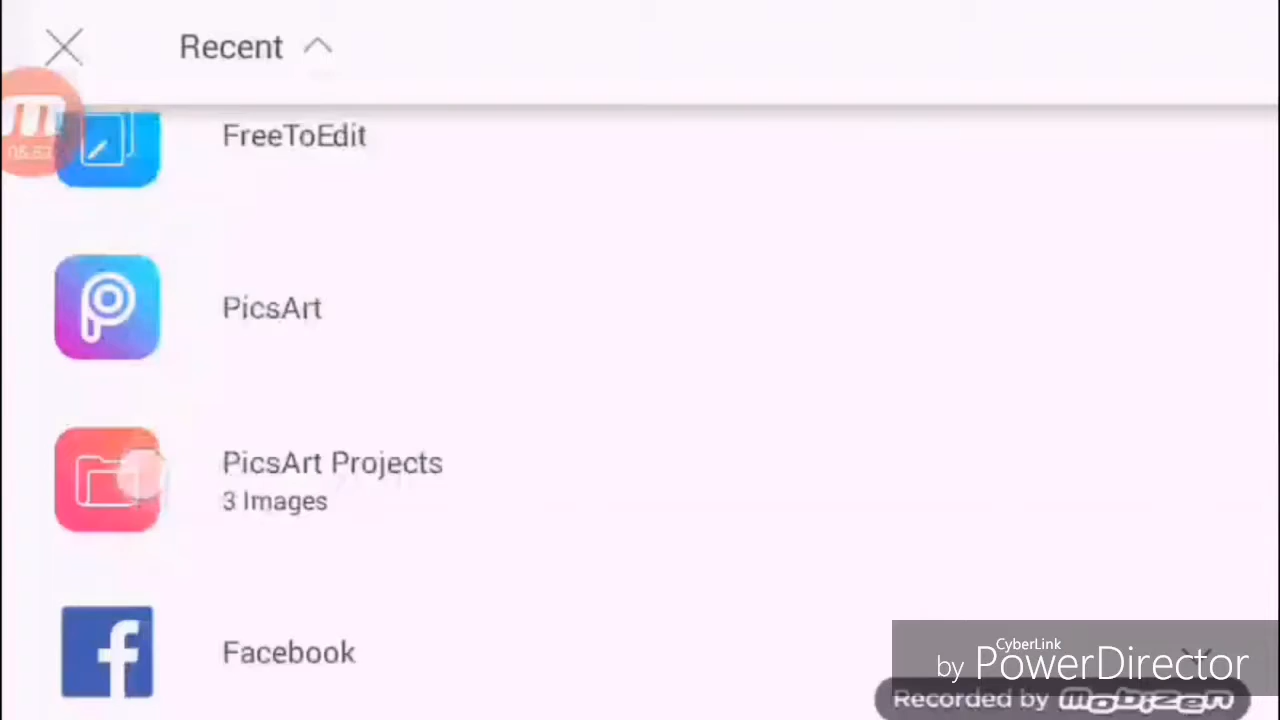 Recent
FreeToEdit
PicsArt
PicsArt Projects
3 Images
Facebook
CyberLink
by PowerDirector
Recorded by mobizen